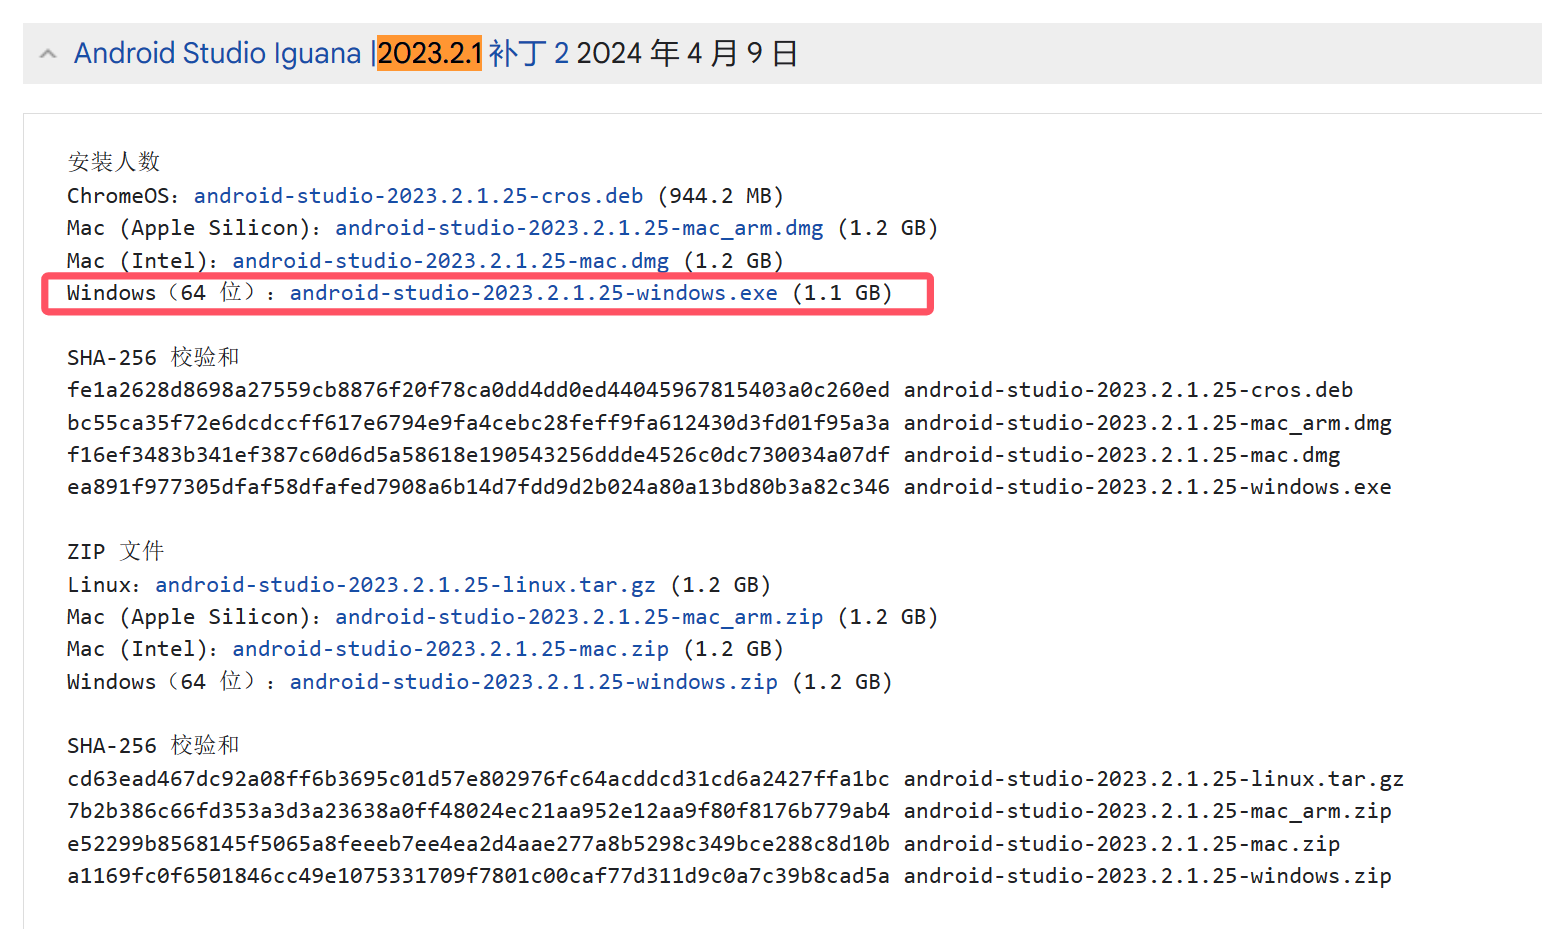 Android Studio Iguana |2023.2.1 补丁 2 2024 年 4 月 9 日
安装人数
ChromeOS：android-studio-2023.2.1.25-cros.deb (944.2 MB)
Mac (Apple Silicon)：android-studio-2023.2.1.25-mac_arm.dmg (1.2 GB)
Mac (Intel)：android-studio-2023.2.1.25-mac.dmg (1.2 GB)
Windows（64 位）：android-studio-2023.2.1.25-windows.exe (1.1 GB)
SHA-256 校验和
fe1a2628d8698a27559cb8876f20f78ca0dd4dd0ed44045967815403a0c260ed android-studio-2023.2.1.25-cros.deb
bc55ca35f72e6dcdccff617e6794e9fa4cebc28feff9fa612430d3fd01f95a3a android-studio-2023.2.1.25-mac_arm.dmg
f16ef3483b341ef387c60d6d5a58618e190543256ddde4526c0dc730034a07df android-studio-2023.2.1.25-mac.dmg
ea891f977305dfaf58dfafed7908a6b14d7fdd9d2b024a80a13bd80b3a82c346 android-studio-2023.2.1.25-windows.exe
ZIP 文件
Linux：android-studio-2023.2.1.25-linux.tar.gz (1.2 GB)
Mac (Apple Silicon)：android-studio-2023.2.1.25-mac_arm.zip (1.2 GB)
Mac (Intel)：android-studio-2023.2.1.25-mac.zip (1.2 GB)
Windows（64 位）：android-studio-2023.2.1.25-windows.zip (1.2 GB)
SHA-256 校验和
cd63ead467dc92a08ff6b3695c01d57e802976fc64acddcd31cd6a2427ffa1bc android-studio-2023.2.1.25-linux.tar.gz
7b2b386c66fd353a3d3a23638a0ff48024ec21aa952e12aa9f80f8176b779ab4 android-studio-2023.2.1.25-mac_arm.zip
e52299b8568145f5065a8feeeb7ee4ea2d4aae277a8b5298c349bce288c8d10b android-studio-2023.2.1.25-mac.zip
a1169fc0f6501846cc49e1075331709f7801c00caf77d311d9c0a7c39b8cad5a android-studio-2023.2.1.25-windows.zip